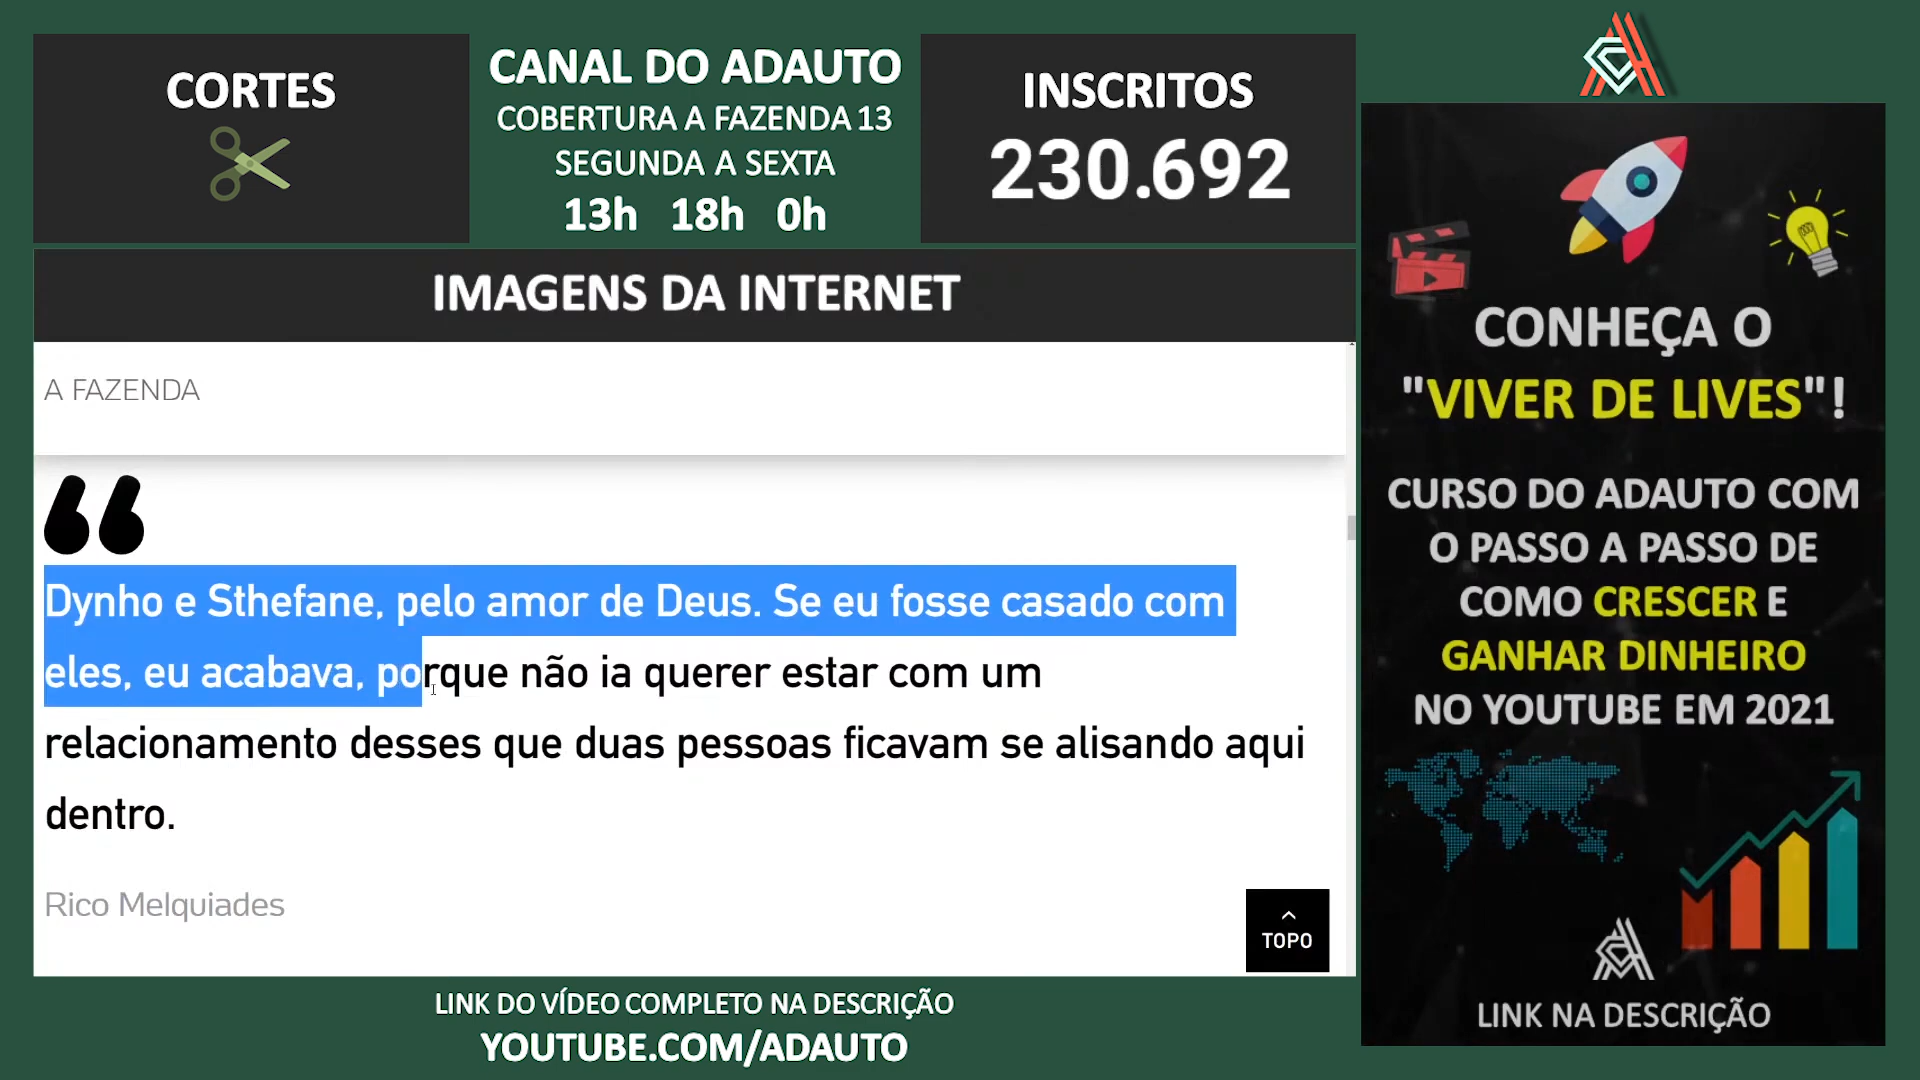 CORTES
CANAL DO ADAUTO
COBERTURA A FAZENDA 13
SEGUNDA A SEXTA
13h 18h 0h
INSCRITOS
230.692
IMAGENS DA INTERNET
A FAZENDA
Dynho e Sthefane, pelo amor de Deus. Se eu fosse casado com
eles, eu acabava, porque não ia querer estar com um
relacionamento desses que duas pessoas ficavam se alisando aqui
dentro.
Rico Melquiades
TOPO
LINK DO VÍDEO COMPLETO NA DESCRIÇÃO
YOUTUBE.COM/ADAUTO
CONHEÇA O
"VIVER DE LIVES"!
CURSO DO ADAUTO COM
O PASSO A PASSO DE
COMO CRESCER E
GANHAR DINHEIRO
NO YOUTUBE EM 2021
LINK NA DESCRIÇÃO